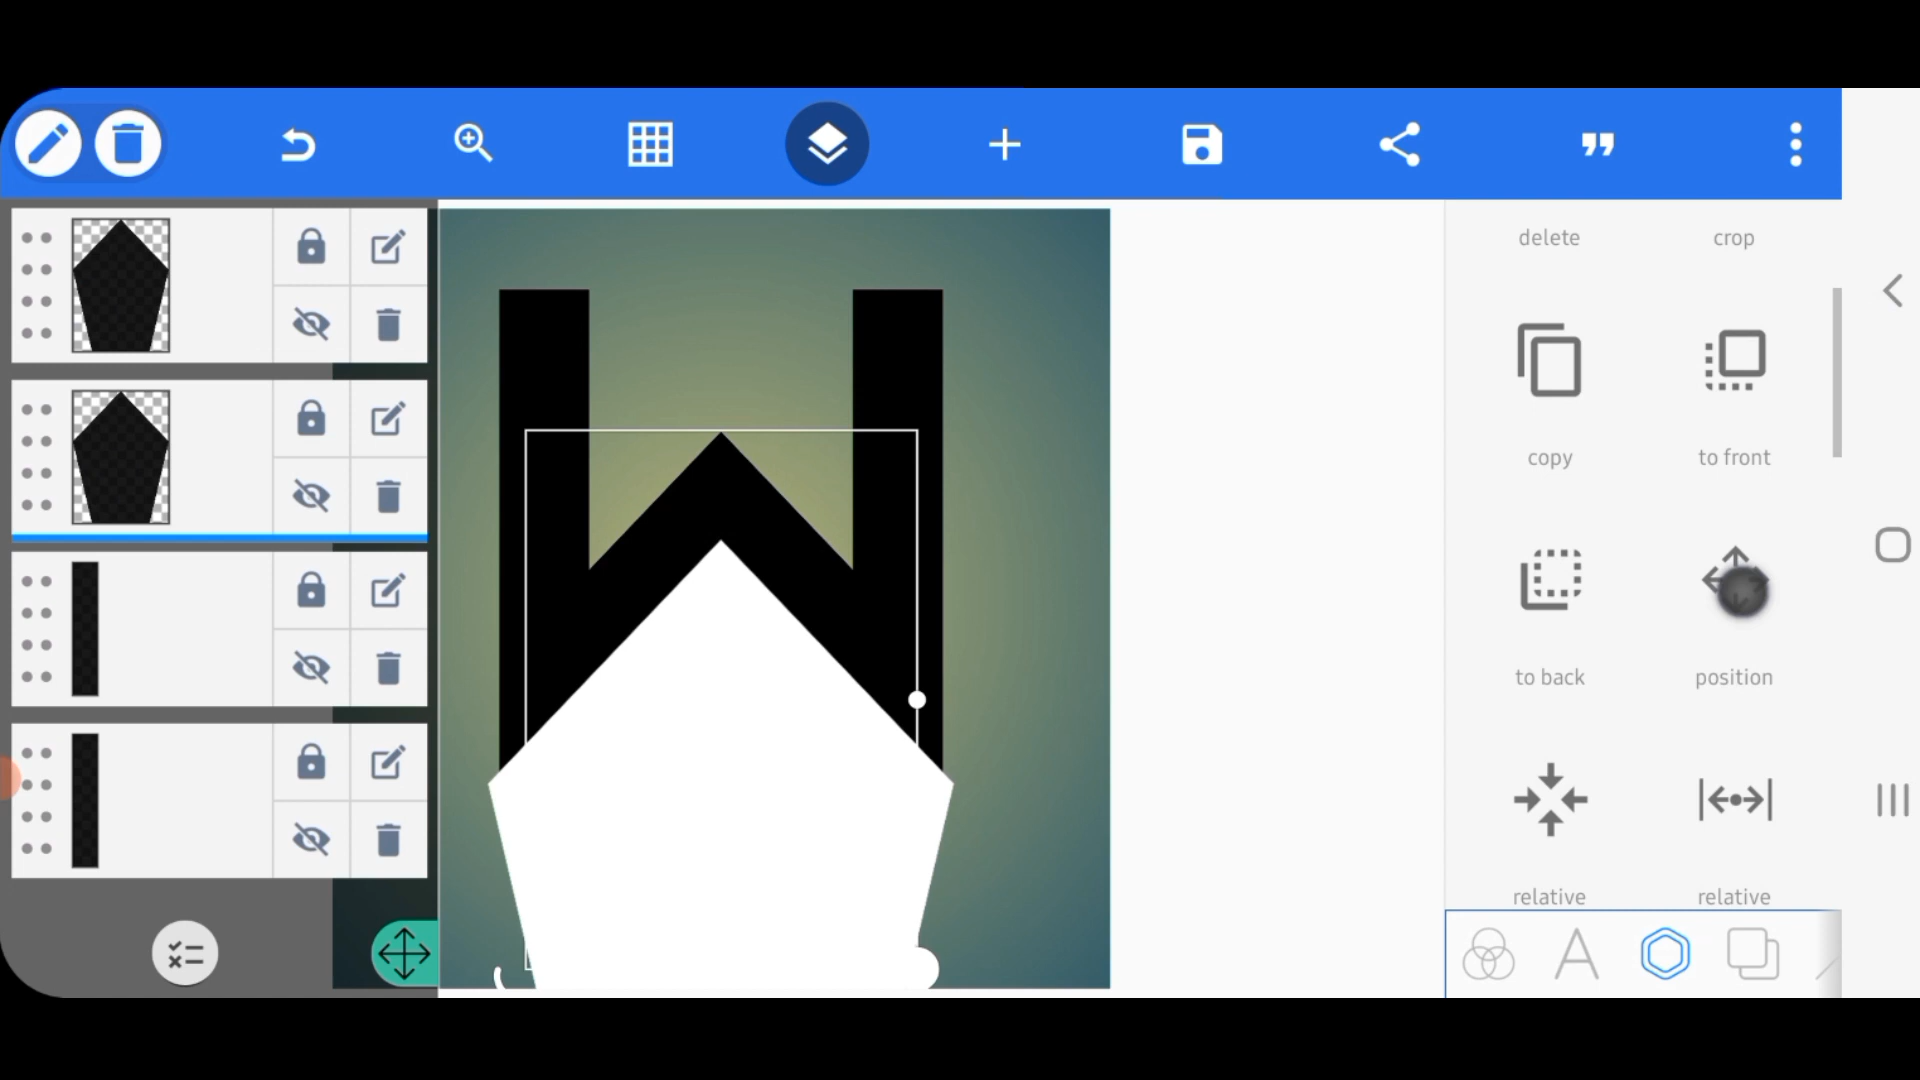 delete crop
copy to front
to back position
relative relative